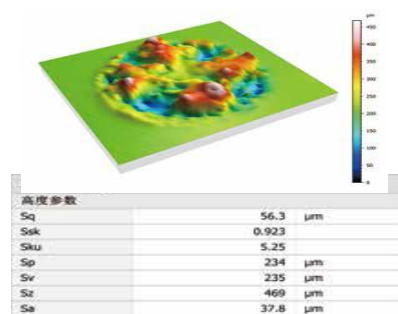 µm
450
400
350
300
250
200
150
100
50
0
高度参数
Sq 56.3 µm
Ssk 0.923
Sku 5.25
Sp 234 µm
Sv 235 µm
Sz 469 µm
Sa 37.8 µm